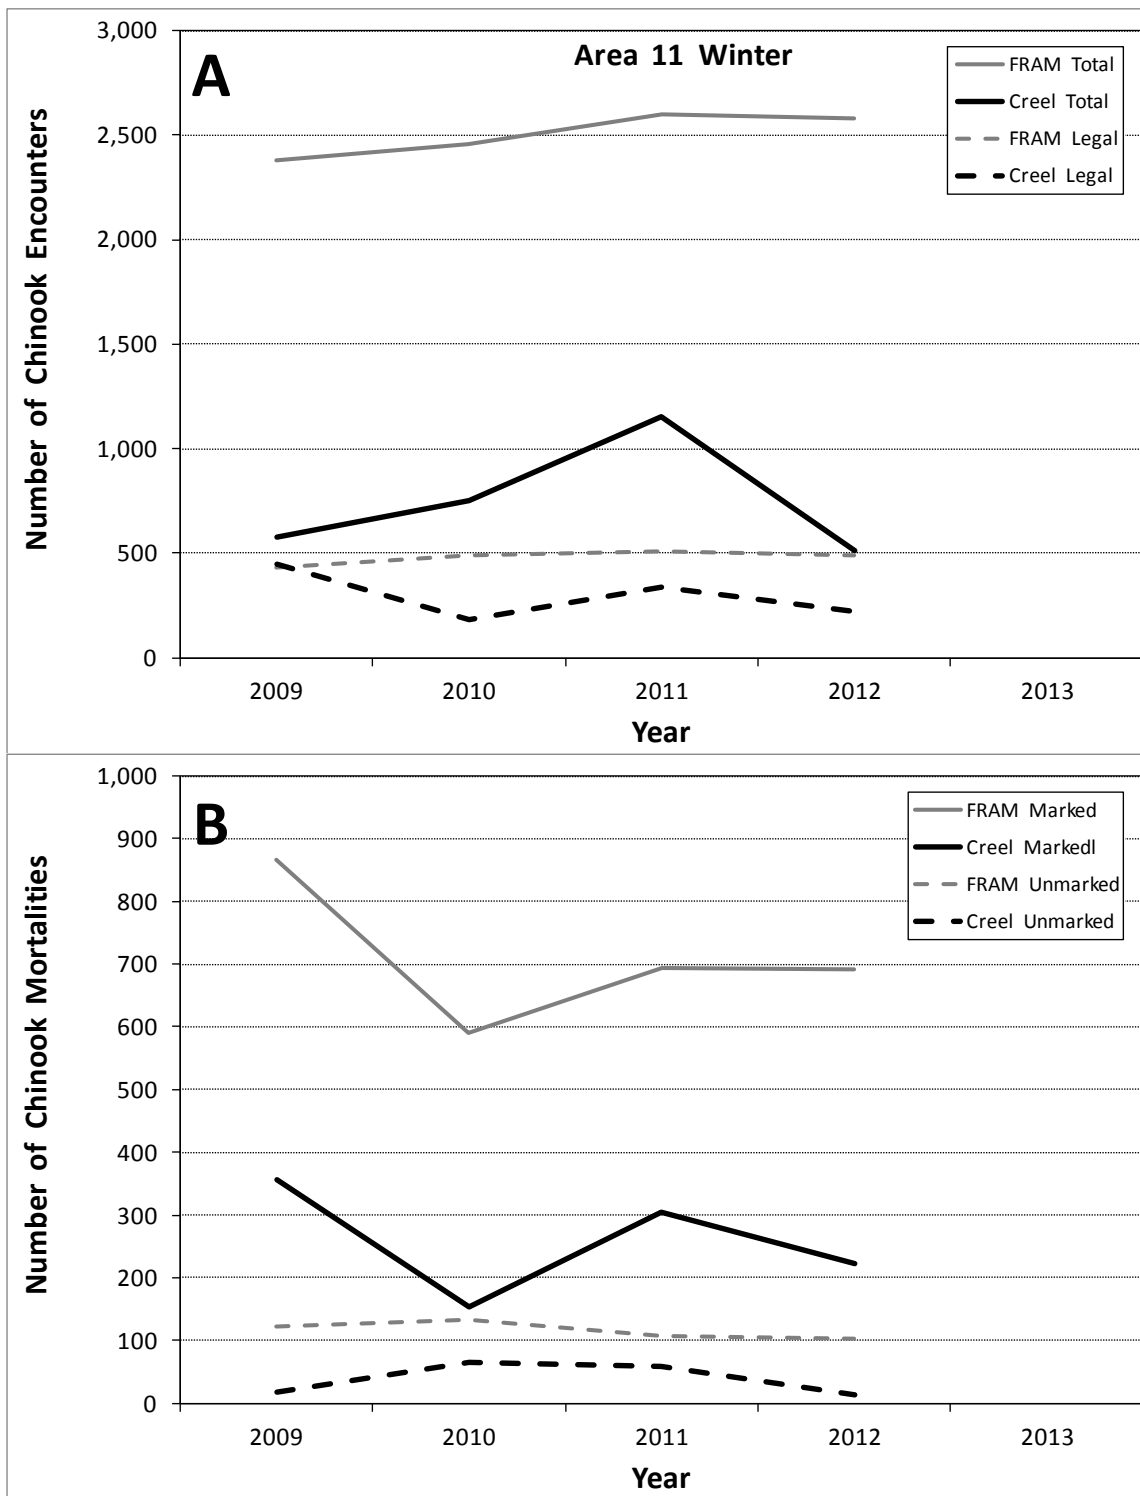 A
Area 11 Winter
FRAM Total
Creel Total
FRAM Legal
Creel Legal
Number of Chinook Encounters
3,000
2,500
2,000
1,500
1,000
500
0
2009 2010 2011 2012 2013
Year
B
FRAM Marked
Creel Markedl
FRAM Unmarked
Creel Unmarked
Number of Chinook Mortalities
1,000
900
800
700
600
500
400
300
200
100
0
2009 2010 2011 2012 2013
Year